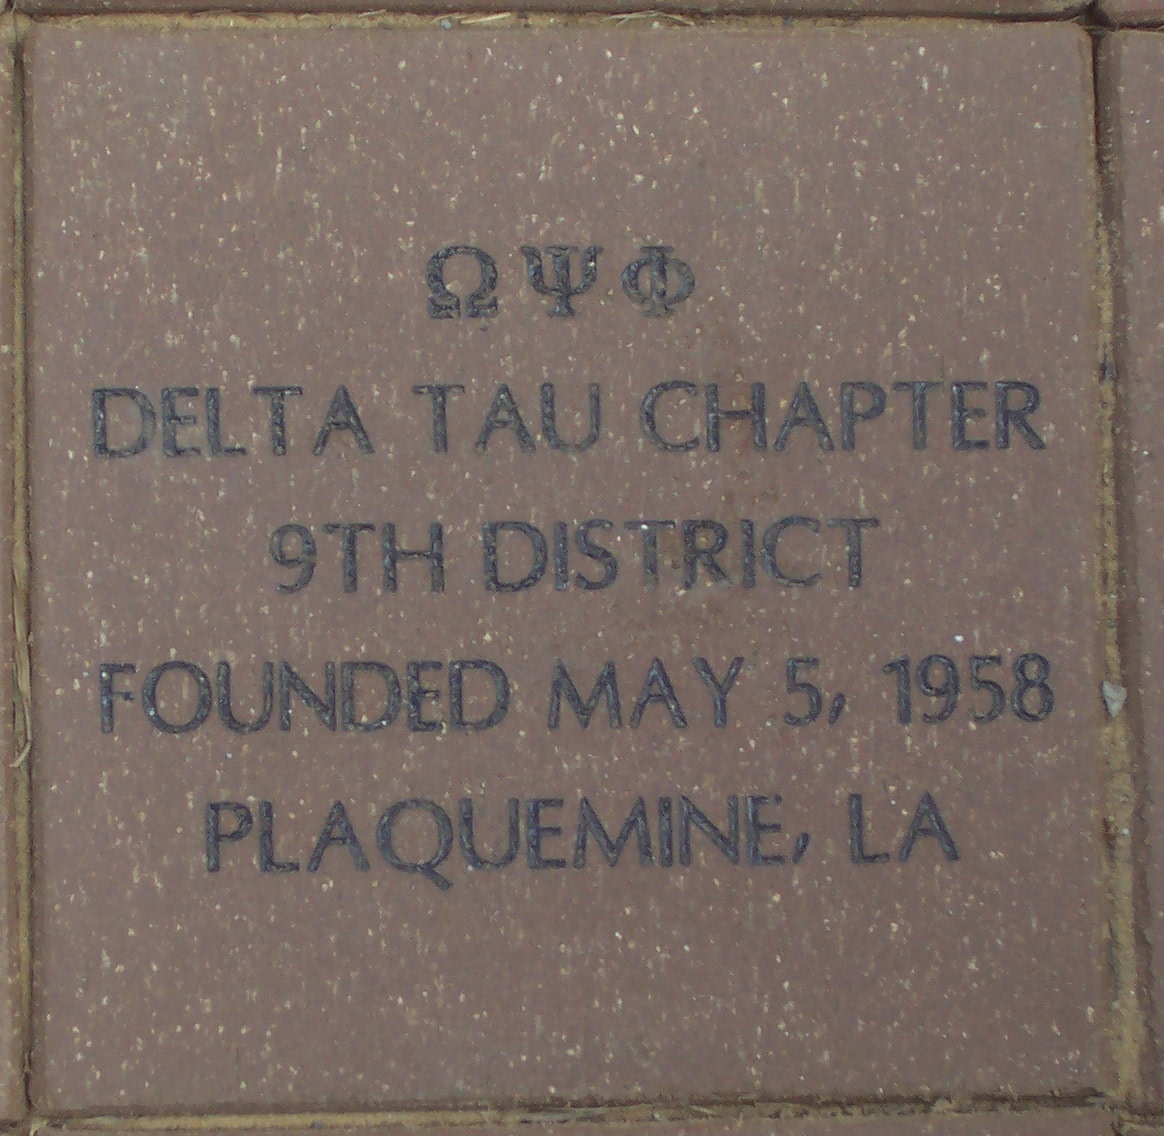 ΩΨΦ
DELTA TAU CHAPTER
9TH DISTRICT
FOUNDED MAY 5, 1958
PLAQUEMINE, LA